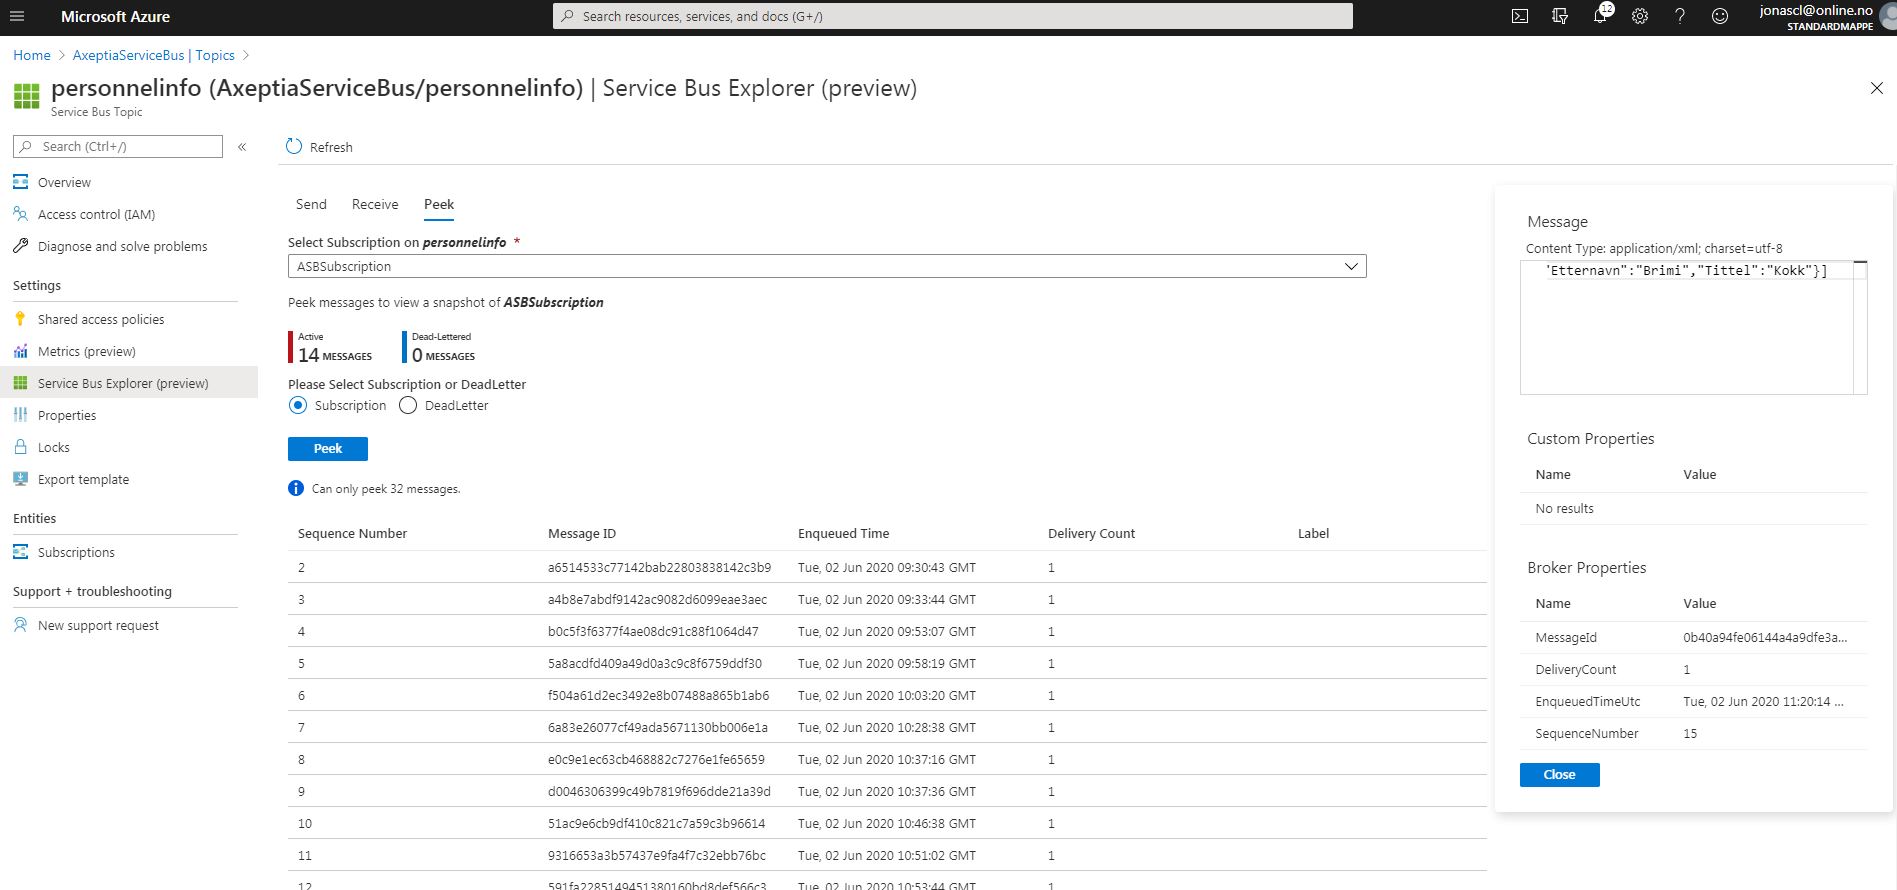 Microsoft Azure
Search resources, services, and docs (G+/)
12
jonascl@online.no
STANDARDMAPPE
Home > AxeptiaServiceBus | Topics >
personnelinfo (AxeptiaServiceBus/personnelinfo) | Service Bus Explorer (preview)
Service Bus Topic
Search (Ctrl+/)
«
Overview
Access control (IAM)
Diagnose and solve problems
Settings
Shared access policies
Metrics (preview)
Service Bus Explorer (preview)
Properties
Locks
Export template
Entities
Subscriptions
Support + troubleshooting
New support request
Refresh
Send Receive Peek
Select Subscription on personnelinfo *
ASBSubscription
Peek messages to view a snapshot of ASBSubscription
Active
14 MESSAGES
Dead-Lettered
0 MESSAGES
Please Select Subscription or DeadLetter
Subscription DeadLetter
Peek
Can only peek 32 messages.
Sequence Number Message ID Enqueued Time Delivery Count Label
2 a6514533c77142bab22803838142c3b9 Tue, 02 Jun 2020 09:30:43 GMT 1
3 a4b8e7abdf9142ac9082d6099eae3aec Tue, 02 Jun 2020 09:33:44 GMT 1
4 b0c5f3f6377f4ae08dc91c88f1064d47 Tue, 02 Jun 2020 09:53:07 GMT 1
5 5a8acdfd409a49d0a3c9c8f6759ddf30 Tue, 02 Jun 2020 09:58:19 GMT 1
6 f504a61d2ec3492e8b07488a865b1ab6 Tue, 02 Jun 2020 10:03:20 GMT 1
7 6a83e26077cf49ada5671130bb006e1a Tue, 02 Jun 2020 10:28:38 GMT 1
8 e0c9e1ec63cb468882c7276e1fe65659 Tue, 02 Jun 2020 10:37:16 GMT 1
9 d0046306399c49b7819f696dde21a39d Tue, 02 Jun 2020 10:37:36 GMT 1
10 51ac9e6cb9df410c821c7a59c3b96614 Tue, 02 Jun 2020 10:46:38 GMT 1
11 9316653a3b57437e9fa4f7c32ebb76bc Tue, 02 Jun 2020 10:51:02 GMT 1
12 591fa2285149451380160bd8def566c3 Tue, 02 Jun 2020 10:53:44 GMT 1
Message
Content Type: application/xml; charset=utf-8
"Etternavn":"Brimi","Tittel":"Kokk"}]
Custom Properties
Name Value
No results
Broker Properties
Name Value
MessageId 0b40a94fe06144a4a9dfe3a...
DeliveryCount 1
EnqueuedTimeUtc Tue, 02 Jun 2020 11:20:14 ...
SequenceNumber 15
Close